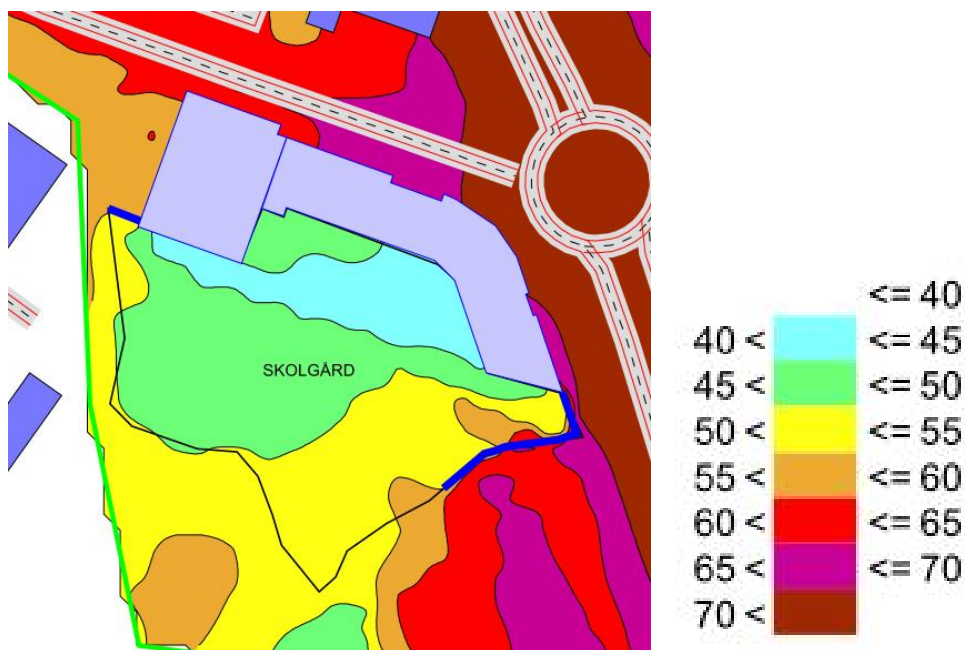 SKOLGÅRD
<= 40
40 < <= 45
45 < <= 50
50 < <= 55
55 < <= 60
60 < <= 65
65 < <= 70
70 <